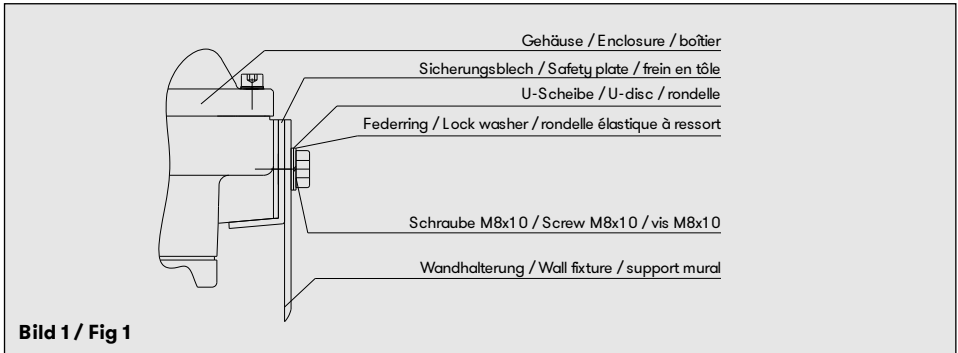 Gehäuse / Enclosure / boîtier
Sicherungsblech / Safety plate / frein en tôle
U-Scheibe / U-disc / rondelle
Federring / Lock washer / rondelle élastique à ressort
Schraube M8x10 / Screw M8x10 / vis M8x10
Wandhalterung / Wall fixture / support mural
Bild 1 / Fig 1